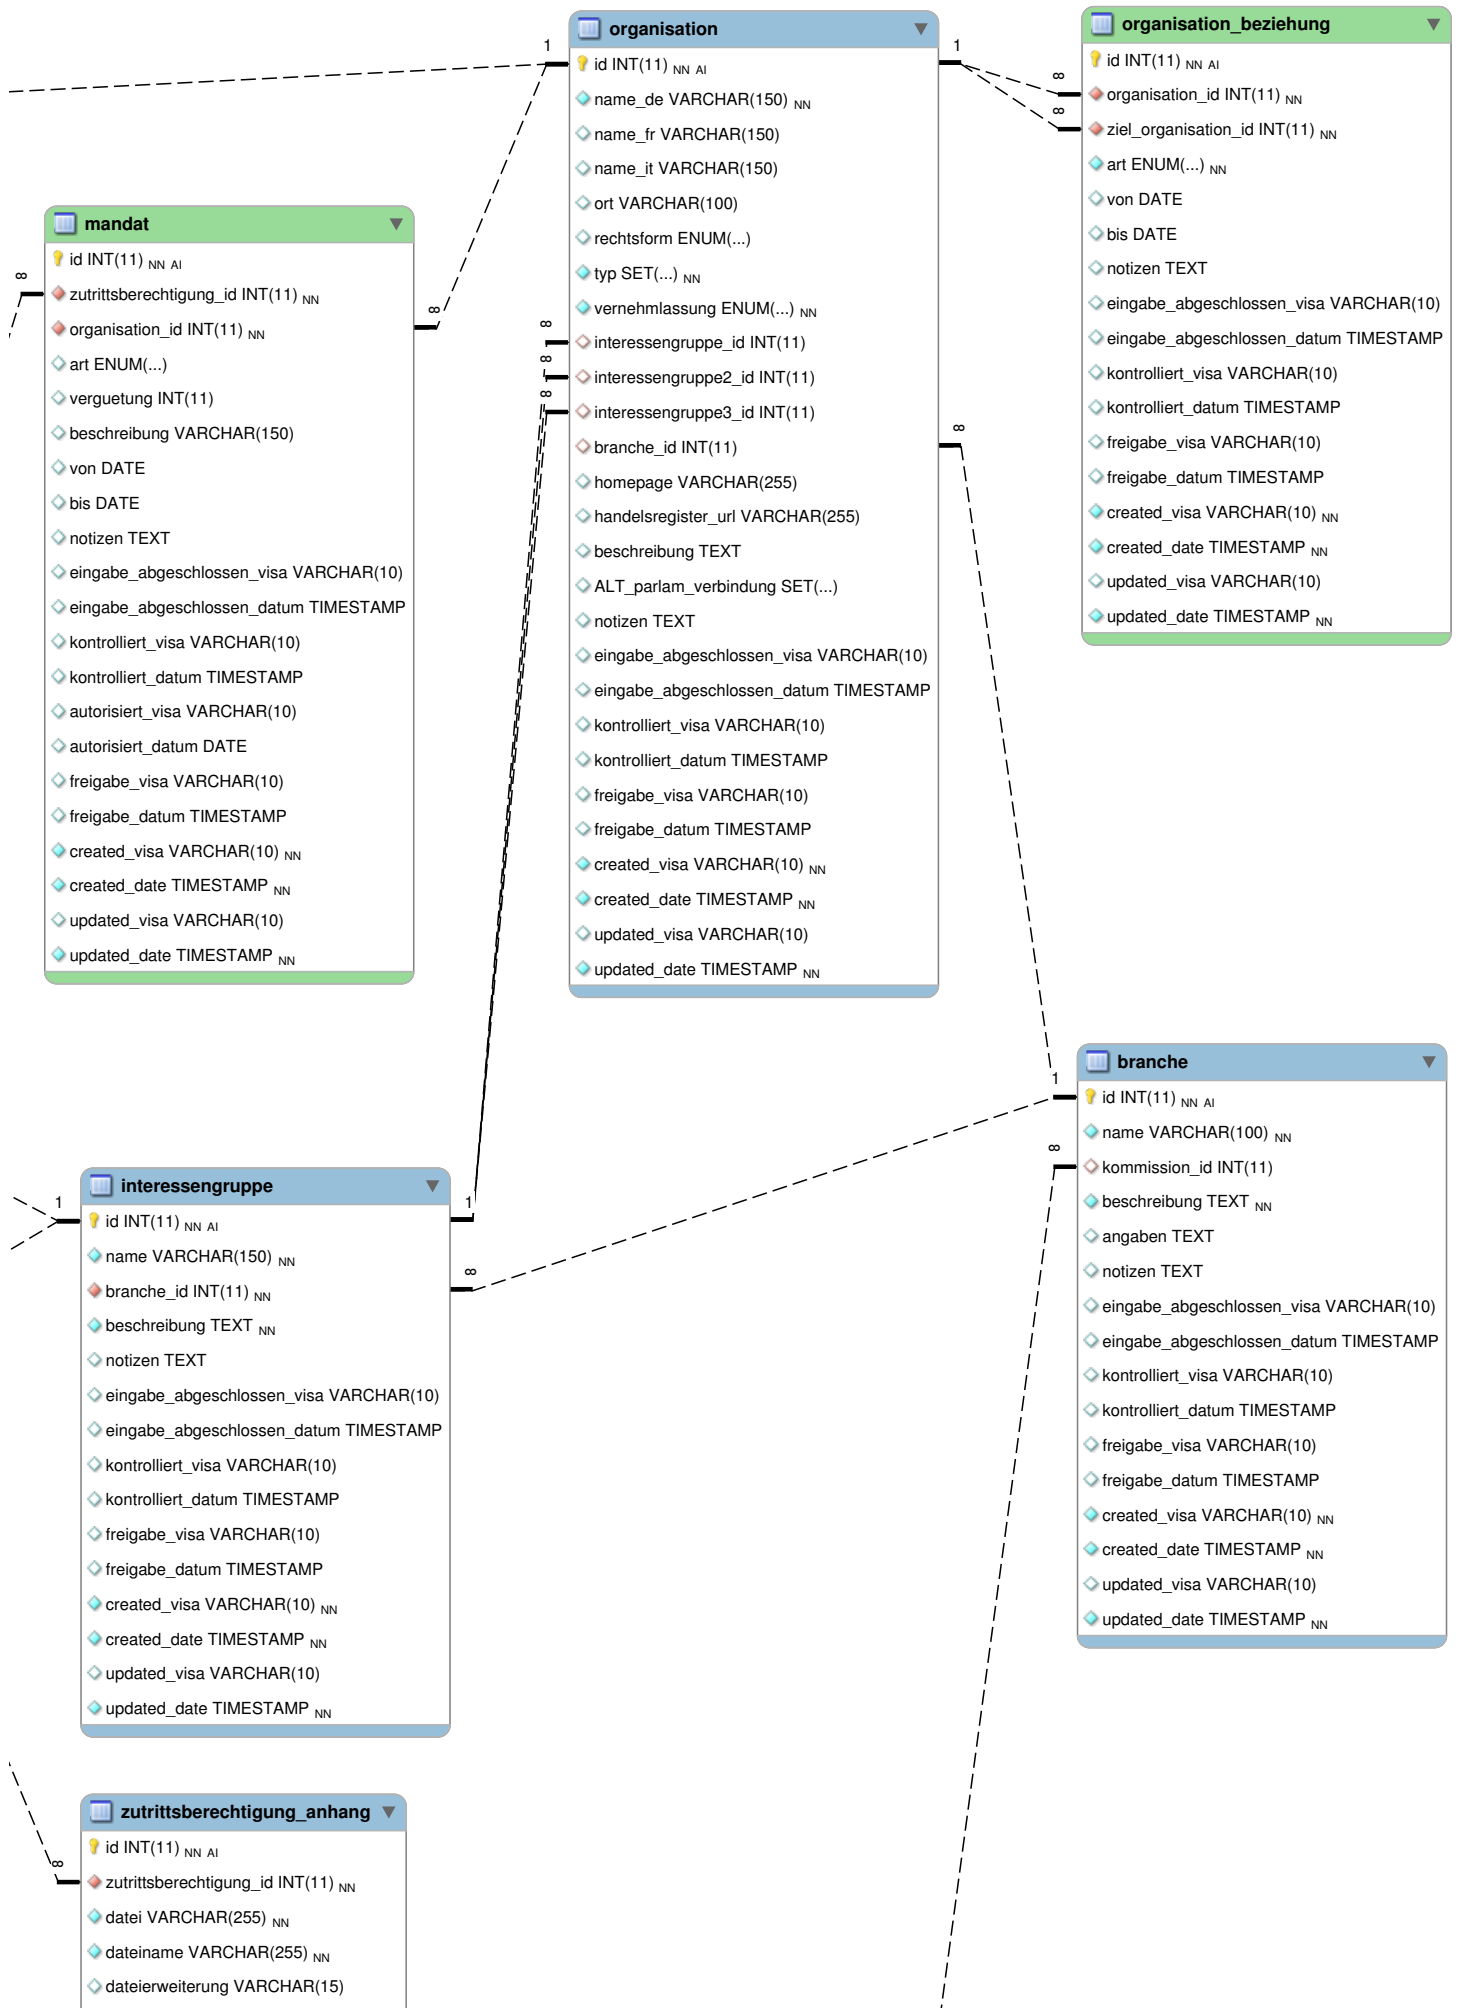 organisation
id INT(11) NN AI
name_de VARCHAR(150) NN
name_fr VARCHAR(150)
name_it VARCHAR(150)
ort VARCHAR(100)
rechtsform ENUM(...)
typ SET(...) NN
vernehmlassung ENUM(...) NN
interessengruppe_id INT(11)
interessengruppe2_id INT(11)
interessengruppe3_id INT(11)
branche_id INT(11)
homepage VARCHAR(255)
handelsregister_url VARCHAR(255)
beschreibung TEXT
ALT_parlam_verbindung SET(...)
notizen TEXT
eingabe_abgeschlossen_visa VARCHAR(10)
eingabe_abgeschlossen_datum TIMESTAMP
kontrolliert_visa VARCHAR(10)
kontrolliert_datum TIMESTAMP
freigabe_visa VARCHAR(10)
freigabe_datum TIMESTAMP
created_visa VARCHAR(10) NN
created_date TIMESTAMP NN
updated_visa VARCHAR(10)
updated_date TIMESTAMP NN
1
1
∞
∞
∞
∞
organisation_beziehung
id INT(11) NN AI
organisation_id INT(11) NN
ziel_organisation_id INT(11) NN
art ENUM(...) NN
von DATE
bis DATE
notizen TEXT
eingabe_abgeschlossen_visa VARCHAR(10)
eingabe_abgeschlossen_datum TIMESTAMP
kontrolliert_visa VARCHAR(10)
kontrolliert_datum TIMESTAMP
freigabe_visa VARCHAR(10)
freigabe_datum TIMESTAMP
created_visa VARCHAR(10) NN
created_date TIMESTAMP NN
updated_visa VARCHAR(10)
updated_date TIMESTAMP NN
∞
∞
mandat
id INT(11) NN AI
zutrittsberechtigung_id INT(11) NN
organisation_id INT(11) NN
art ENUM(...)
verguetung INT(11)
beschreibung VARCHAR(150)
von DATE
bis DATE
notizen TEXT
eingabe_abgeschlossen_visa VARCHAR(10)
eingabe_abgeschlossen_datum TIMESTAMP
kontrolliert_visa VARCHAR(10)
kontrolliert_datum TIMESTAMP
autorisiert_visa VARCHAR(10)
autorisiert_datum DATE
freigabe_visa VARCHAR(10)
freigabe_datum TIMESTAMP
created_visa VARCHAR(10) NN
created_date TIMESTAMP NN
updated_visa VARCHAR(10)
updated_date TIMESTAMP NN
∞
∞
branche
id INT(11) NN AI
name VARCHAR(100) NN
kommission_id INT(11)
beschreibung TEXT NN
angaben TEXT
notizen TEXT
eingabe_abgeschlossen_visa VARCHAR(10)
eingabe_abgeschlossen_datum TIMESTAMP
kontrolliert_visa VARCHAR(10)
kontrolliert_datum TIMESTAMP
freigabe_visa VARCHAR(10)
freigabe_datum TIMESTAMP
created_visa VARCHAR(10) NN
created_date TIMESTAMP NN
updated_visa VARCHAR(10)
updated_date TIMESTAMP NN
1
∞
interessengruppe
id INT(11) NN AI
name VARCHAR(150) NN
branche_id INT(11) NN
beschreibung TEXT NN
notizen TEXT
eingabe_abgeschlossen_visa VARCHAR(10)
eingabe_abgeschlossen_datum TIMESTAMP
kontrolliert_visa VARCHAR(10)
kontrolliert_datum TIMESTAMP
freigabe_visa VARCHAR(10)
freigabe_datum TIMESTAMP
created_visa VARCHAR(10) NN
created_date TIMESTAMP NN
updated_visa VARCHAR(10)
updated_date TIMESTAMP NN
1
1
∞
zutrittsberechtigung_anhang
id INT(11) NN AI
zutrittsberechtigung_id INT(11) NN
datei VARCHAR(255) NN
dateiname VARCHAR(255) NN
dateierweiterung VARCHAR(15)
∞